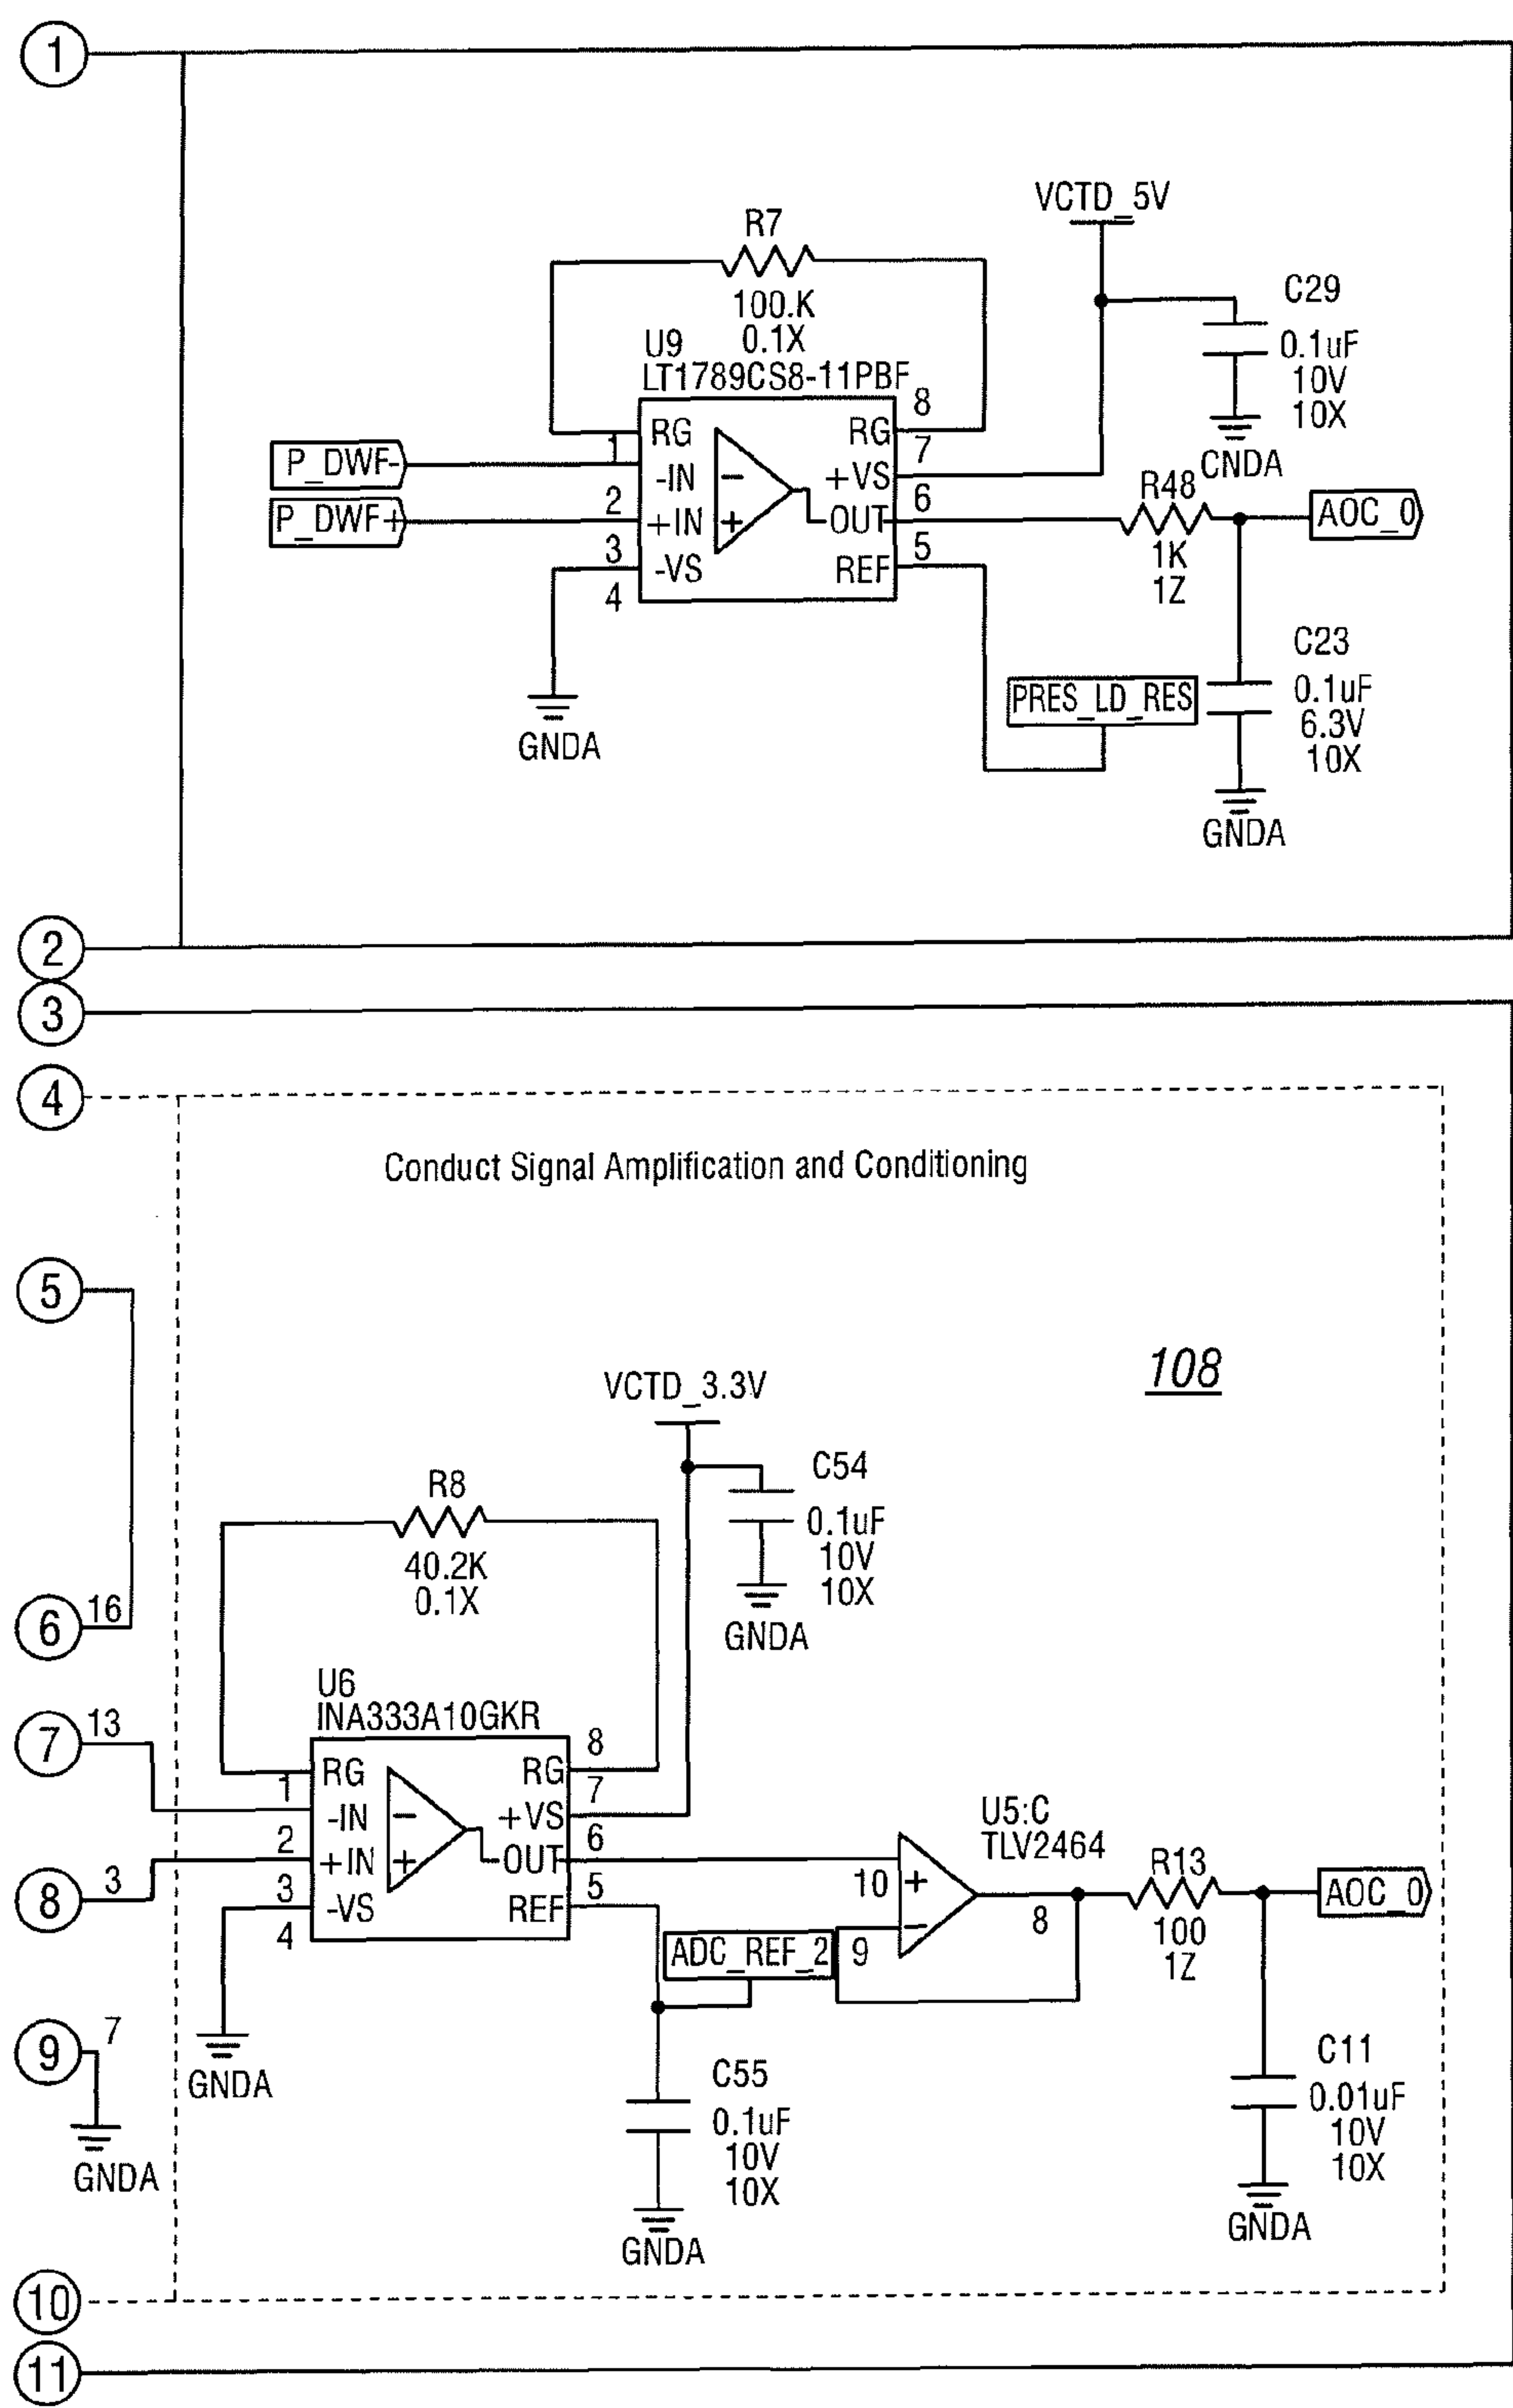 1
VCTD_5V
R7
100.K
0.1X
C29
0.1uF
10V
10X
CNDA
U9
LT1789CS8-11PBF
P_DWF-
P_DWF+
1
2
3
4
RG
-IN
+IN
-VS
RG
+VS
OUT
REF
8
7
6
5
R48
1K
1Z
AOC_0
C23
0.1uF
6.3V
10X
GNDA
PRES_LD_RES
GNDA
2
3
4
Conduct Signal Amplification and Conditioning
5
108
VCTD_3.3V
R8
40.2K
0.1X
C54
0.1uF
10V
10X
GNDA
6
16
U6
INA333A10GKR
7
13
8
3
1
2
3
4
RG
-IN
+IN
-VS
RG
+VS
OUT
REF
8
7
6
5
U5:C
TLV2464
10
9
8
R13
100
1Z
AOC_0
ADC_REF_2
9
7
GNDA
GNDA
C55
0.1uF
10V
10X
GNDA
C11
0.01uF
10V
10X
GNDA
10
11